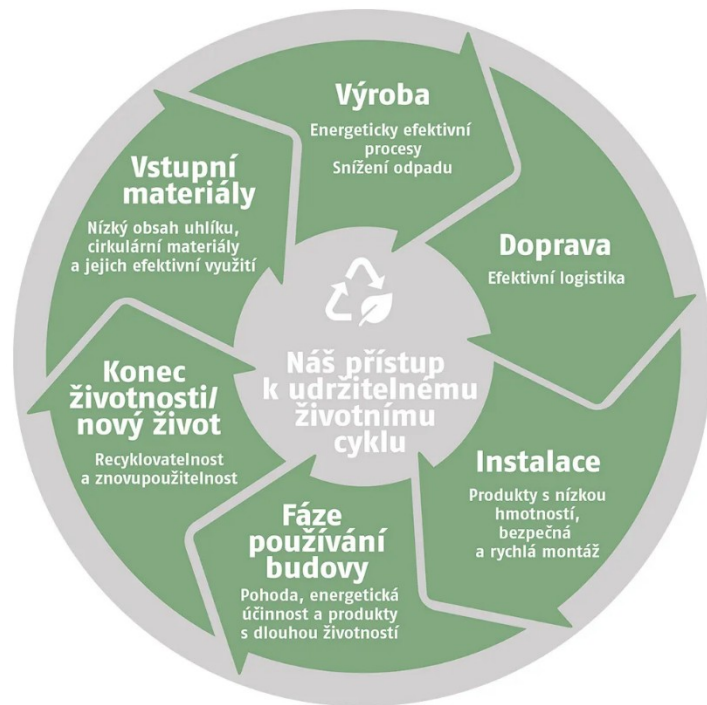 Výroba
Energeticky efektivní
procesy
Snížení odpadu
Doprava
Efektivní logistika
Instalace
Produkty s nízkou
hmotností,
bezpečná
a rychlá montáž
Fáze
používání
budovy
Pohoda, energetická
účinnost a produkty
s dlouhou životností
Konec
životnosti/
nový život
Recyklovatelnost
a znovupoužitelnost
Vstupní
materiály
Nízký obsah uhlíku,
cirkulární materiály
a jejich efektivní využití
Náš přístup
k udržitelnému
životnímu
cyklu